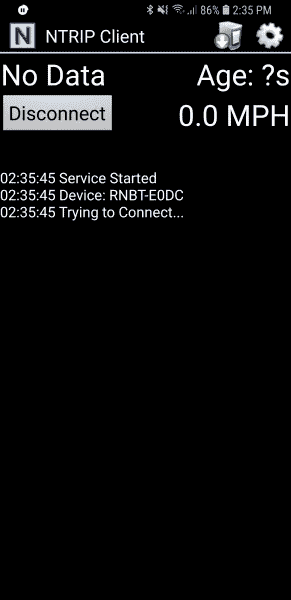 86% 2:35 PM
N NTRIP Client
No Data Age: ?s
Disconnect 0.0 MPH
02:35:45 Service Started
02:35:45 Device: RNBT-E0DC
02:35:45 Trying to Connect...